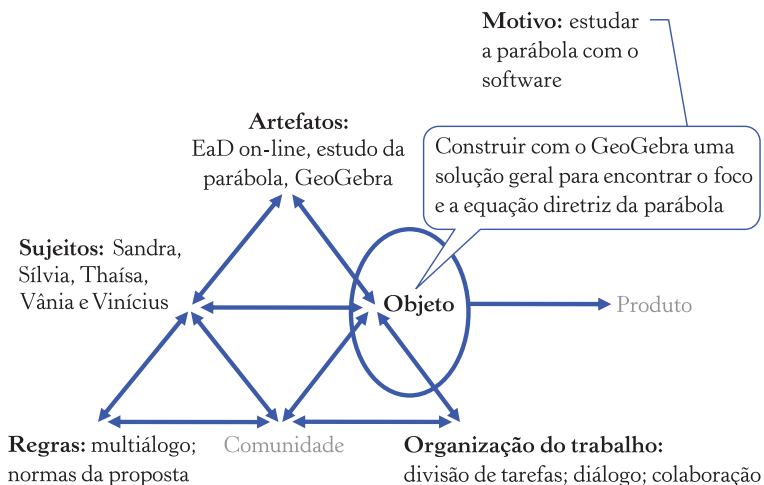 Motivo: estudar
a parábola com o
software
Artefatos:
EaD on-line, estudo da
parábola, GeoGebra
Construir com o GeoGebra uma
solução geral para encontrar o foco
e a equação diretriz da parábola
Sujeitos: Sandra,
Sílvia, Thaísa,
Vânia e Vinícius
Objeto
Produto
Regras: multiálogo;
normas da proposta
Comunidade
Organização do trabalho:
divisão de tarefas; diálogo; colaboração